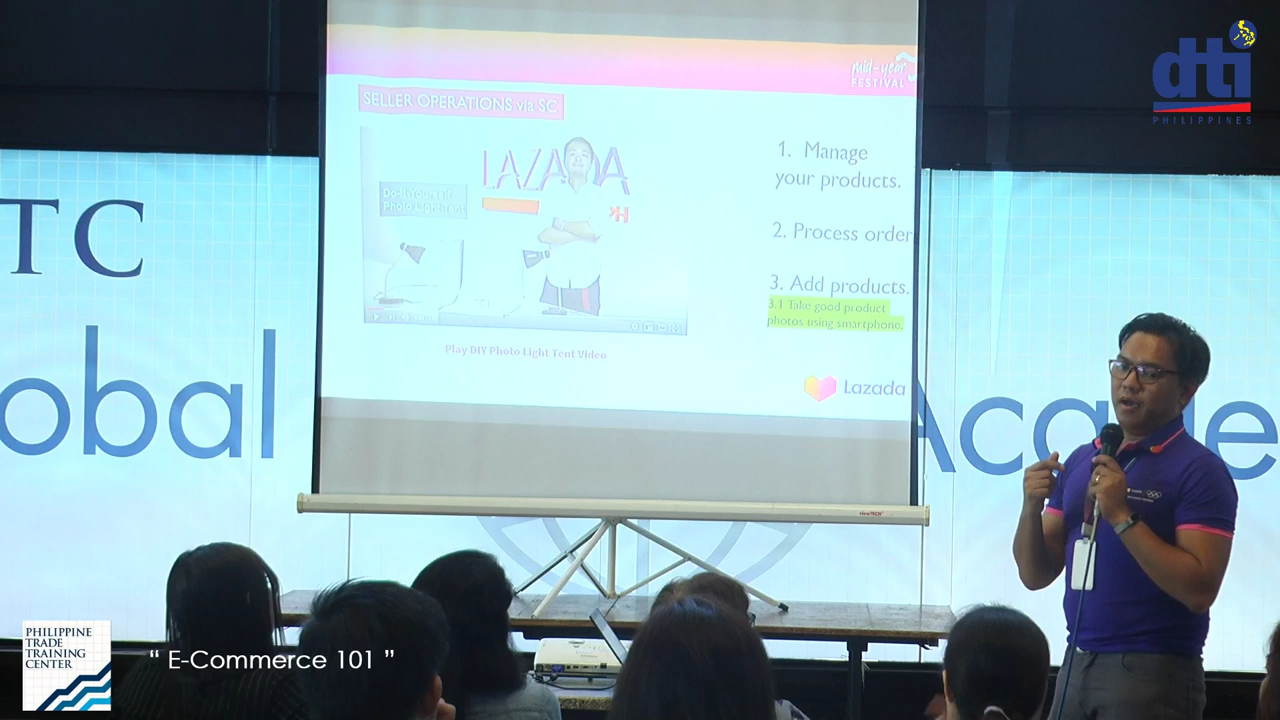 mid-year
FESTIVAL
dti
PHILIPPINES
SELLER OPERATIONS via SC
LAZADA
Do-It-Yourself
Photo Light Tent
PH
Play DIY Photo Light Tent Video
1. Manage
your products.
2. Process order
3. Add products.
3.1 Take good product
photos using smartphone.
Lazada
TC
obal
Acade
PHILIPPINE
TRADE
TRAINING
CENTER
“ E-Commerce 101 ”